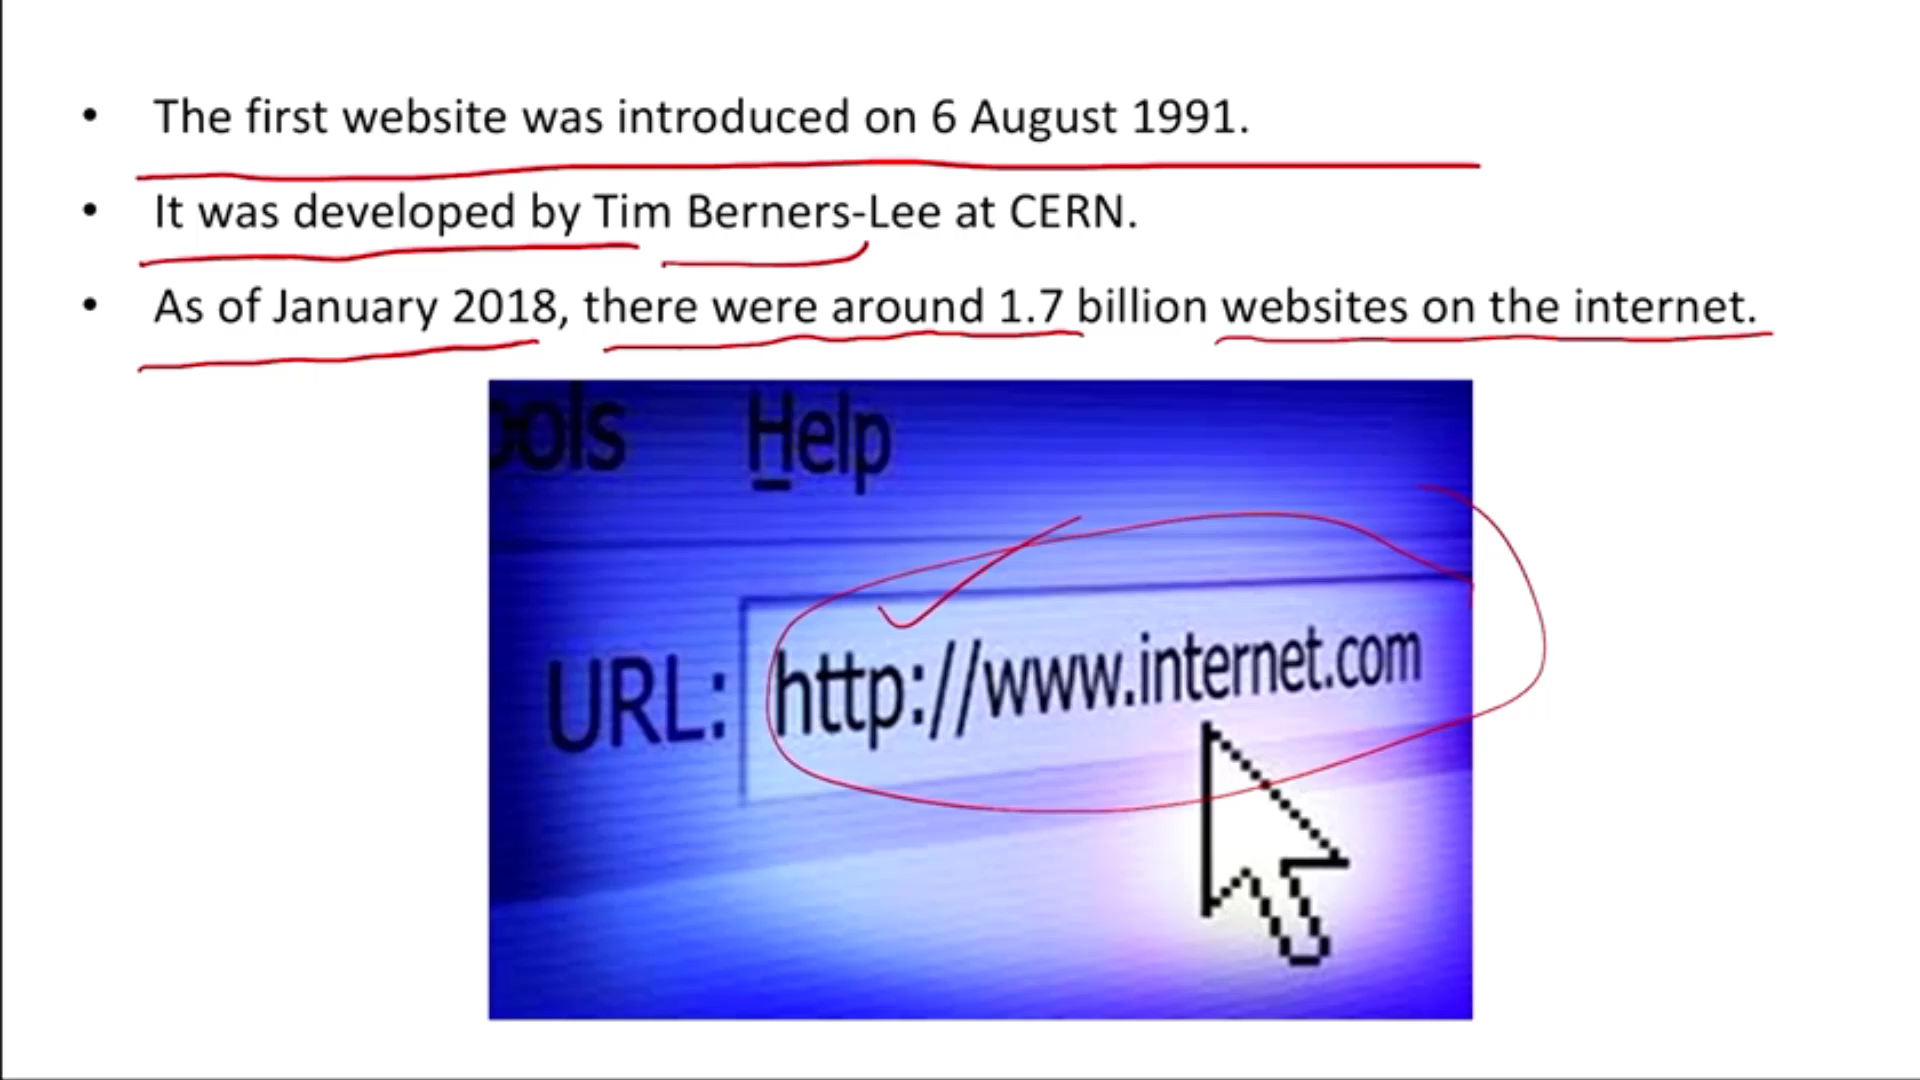 • The first website was introduced on 6 August 1991.
• It was developed by Tim Berners-Lee at CERN.
• As of January 2018, there were around 1.7 billion websites on the internet.
ools Help
URL: http://www.internet.com